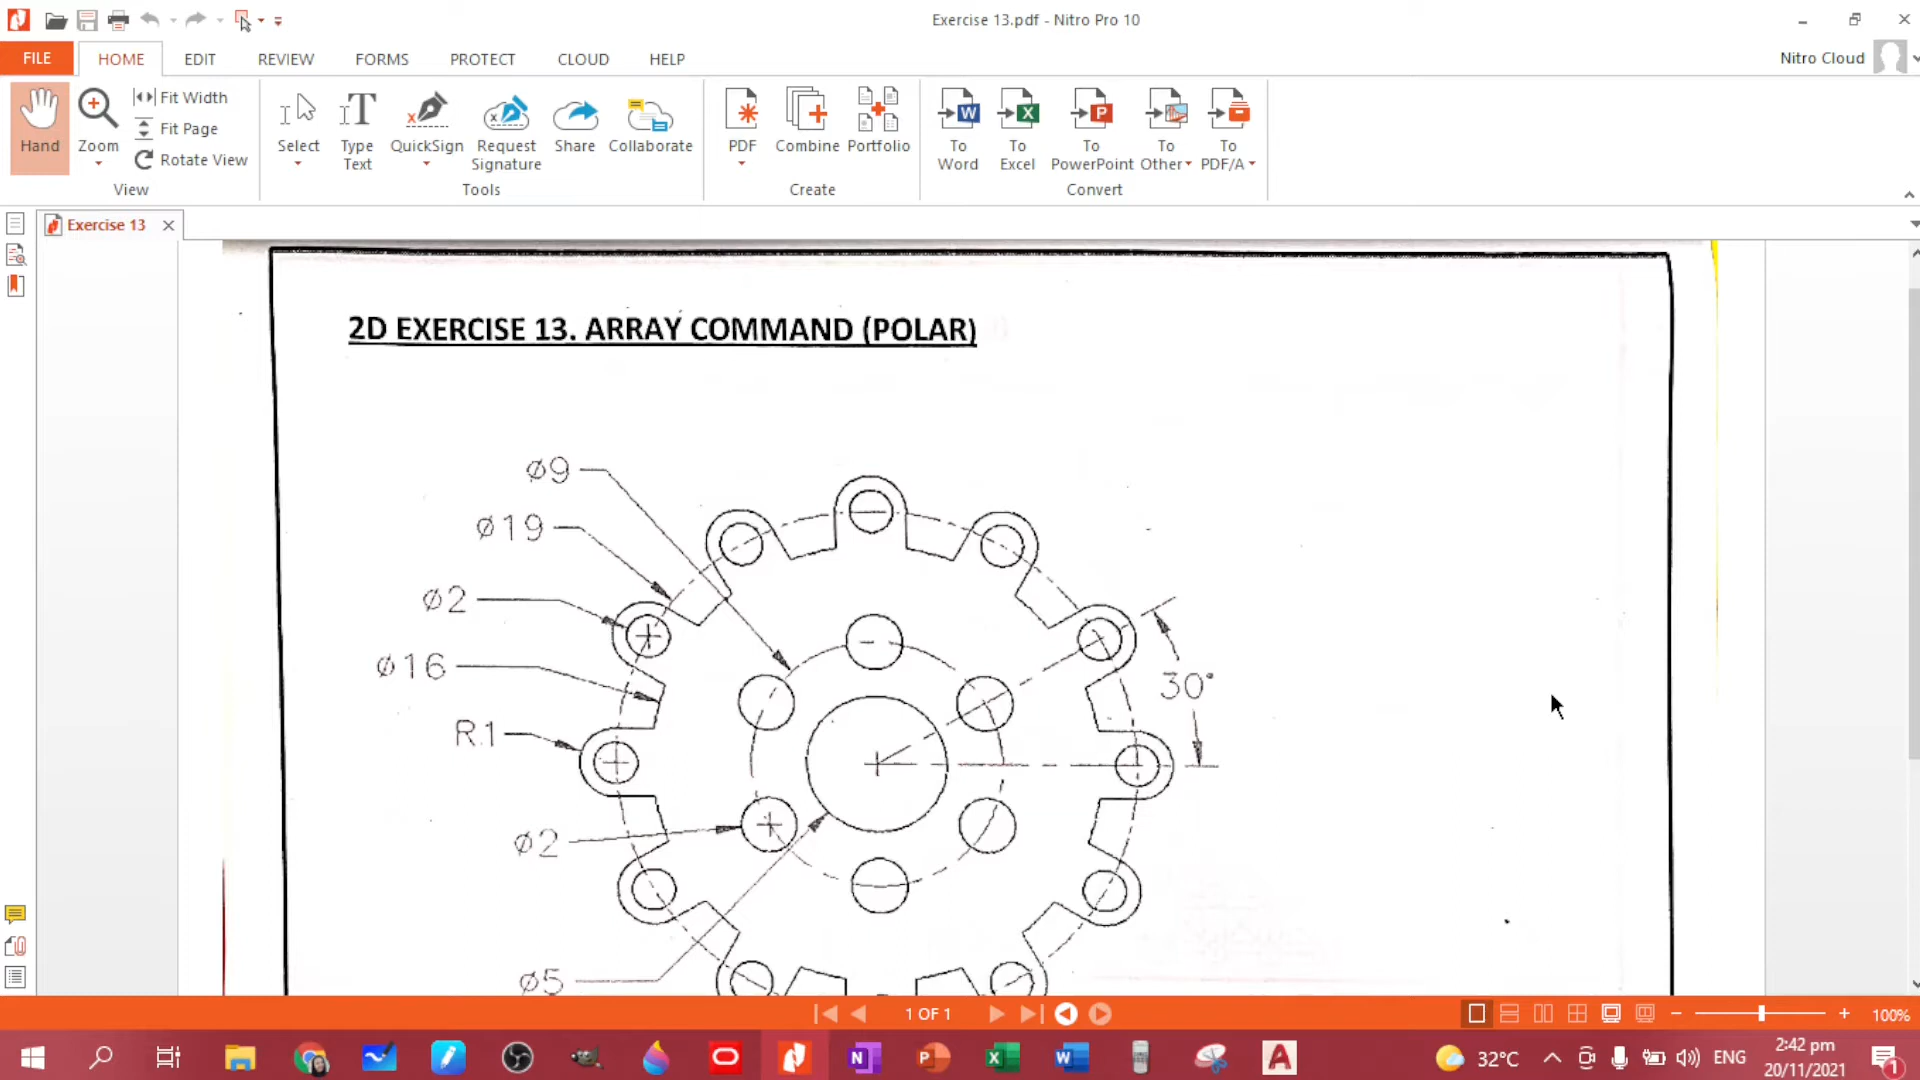 Exercise 13.pdf - Nitro Pro 10
FILE
HOME
EDIT
REVIEW
FORMS
PROTECT
CLOUD
HELP
Nitro Cloud
Hand
Zoom
Fit Width
Fit Page
Rotate View
View
Select
Type Text
QuickSign
Request Signature
Share
Collaborate
Tools
PDF
Combine
Portfolio
Create
To Word
To Excel
To PowerPoint
To Other
To PDF/A
Convert
Exercise 13
2D EXERCISE 13. ARRAY COMMAND (POLAR)
ø9
ø19
ø2
ø16
R.1
30°
ø2
ø5
1 OF 1
100%
32°C
ENG
2:42 pm
20/11/2021
1